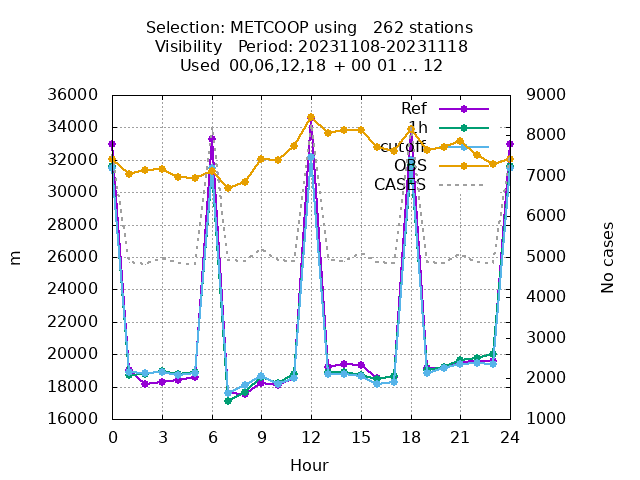 Selection: METCOOP using   262 stations
Visibility   Period: 20231108-20231118
Used  00,06,12,18  + 00 01 ... 12
36000
34000
32000
30000
28000
26000
24000
22000
20000
18000
16000
9000
8000
7000
6000
5000
4000
3000
2000
1000
Ref
1h
cutoff
OBS
CASES
m
No cases
0 3 6 9 12 15 18 21 24
Hour